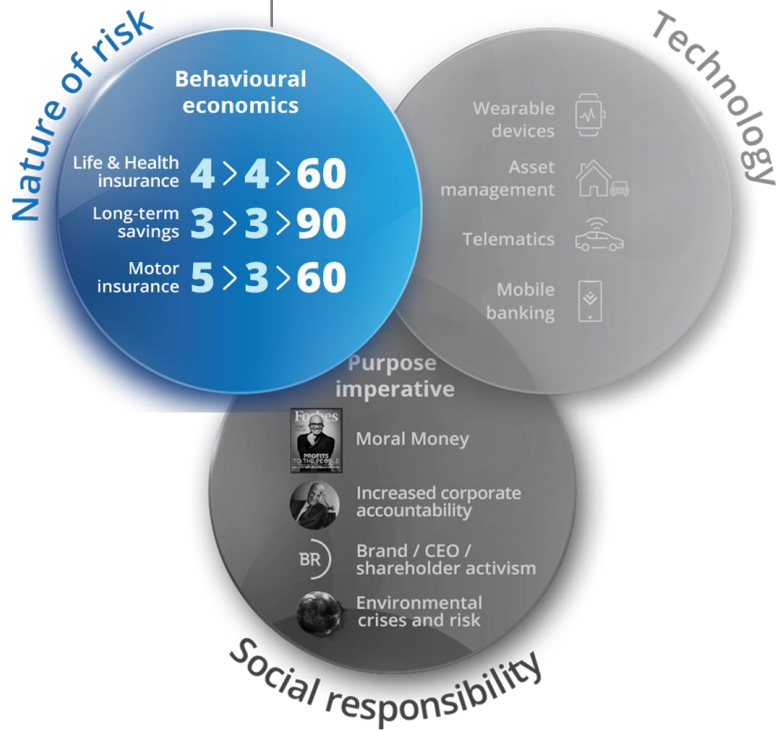 Nature of risk
Behavioural
economics
Life & Health
insurance
4 > 4 > 60
Long-term
savings
3 > 3 > 90
Motor
insurance
5 > 3 > 60
Technology
Wearable
devices
Asset
management
Telematics
Mobile
banking
Purpose
imperative
Forbes
PROFITS
TO THE PEOPLE
Moral Money
Increased corporate
accountability
BR
Brand / CEO /
shareholder activism
Environmental
crises and risk
Social responsibility